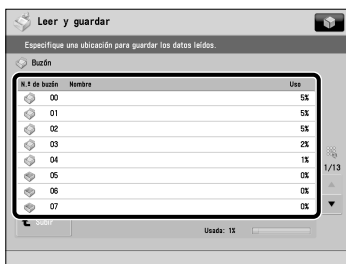 Leer y guardar
Especifique una ubicación para guardar los datos leídos.
Buzón
N.º de buzón Nombre Uso
00 5%
01 5%
02 5%
03 2%
04 1%
05 0%
06 0%
07 0%
1/13
Subir
Usada: 1%